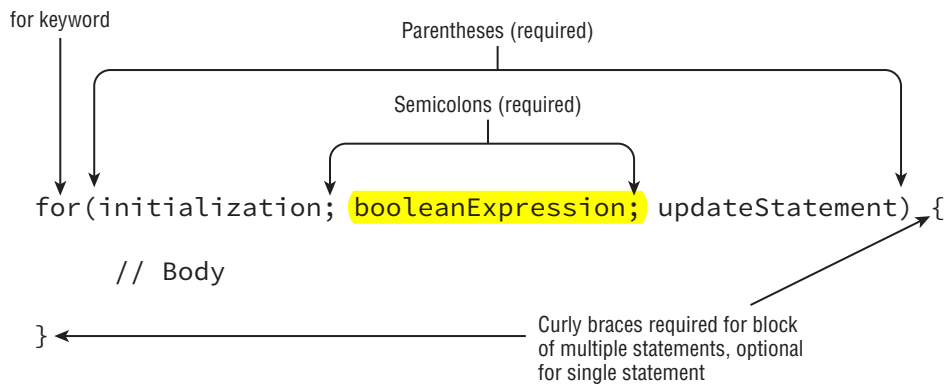 for keyword
Parentheses (required)
Semicolons (required)
for(initialization; booleanExpression; updateStatement) {
// Body
}
Curly braces required for block
of multiple statements, optional
for single statement